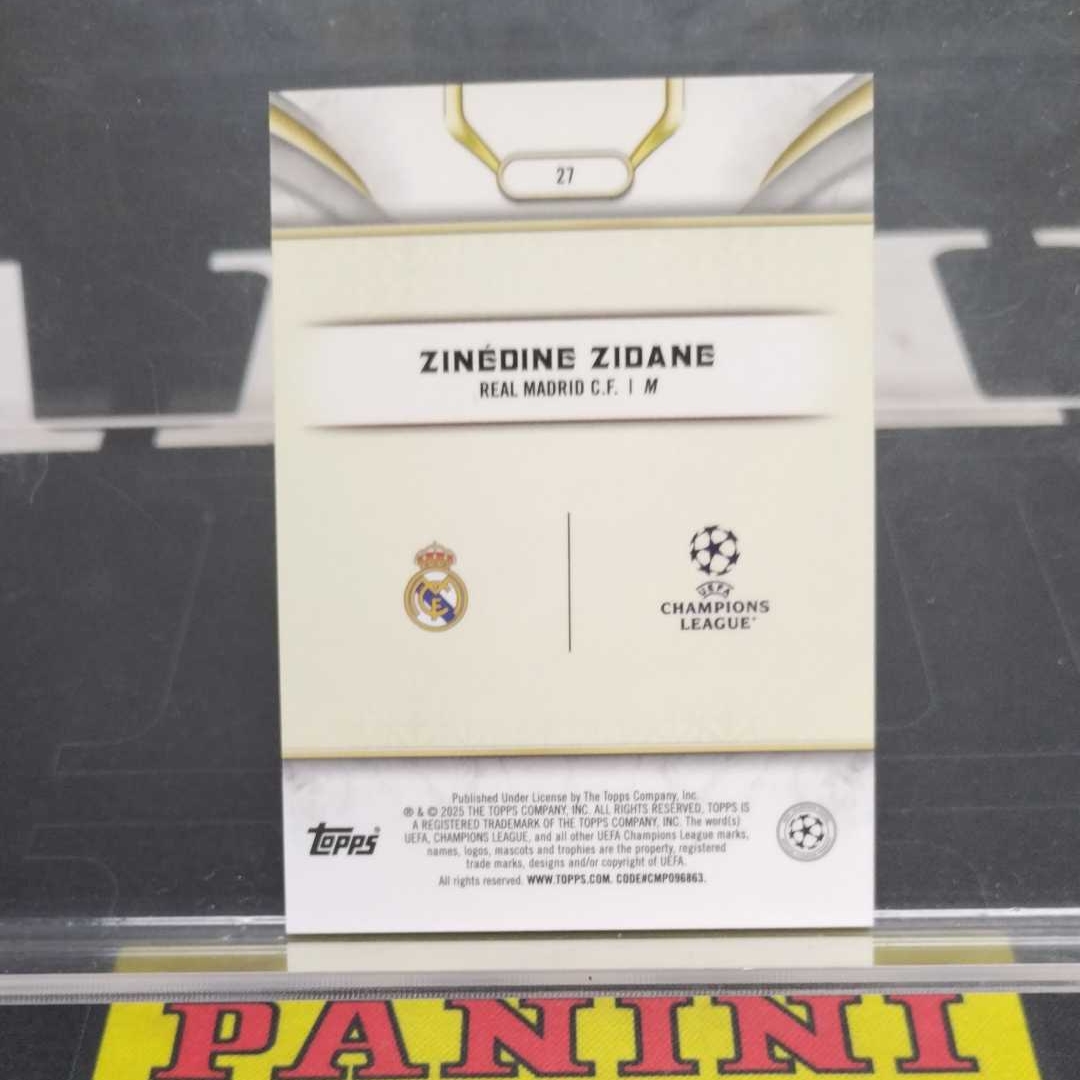 27
ZINÉDINE ZIDANE
REAL MADRID C.F. | M
UEFA
CHAMPIONS
LEAGUE
Published Under License by The Topps Company, Inc.
® & © 2025 THE TOPPS COMPANY, INC. ALL RIGHTS RESERVED. TOPPS IS
A REGISTERED TRADEMARK OF THE TOPPS COMPANY, INC. The word(s)
UEFA, CHAMPIONS LEAGUE, and all other UEFA Champions League marks,
names, logos, mascots and trophies are the property, registered
trade marks, designs and/or copyright of UEFA.
All rights reserved. WWW.TOPPS.COM. CODE#CMP096863.
Topps®
PANINI